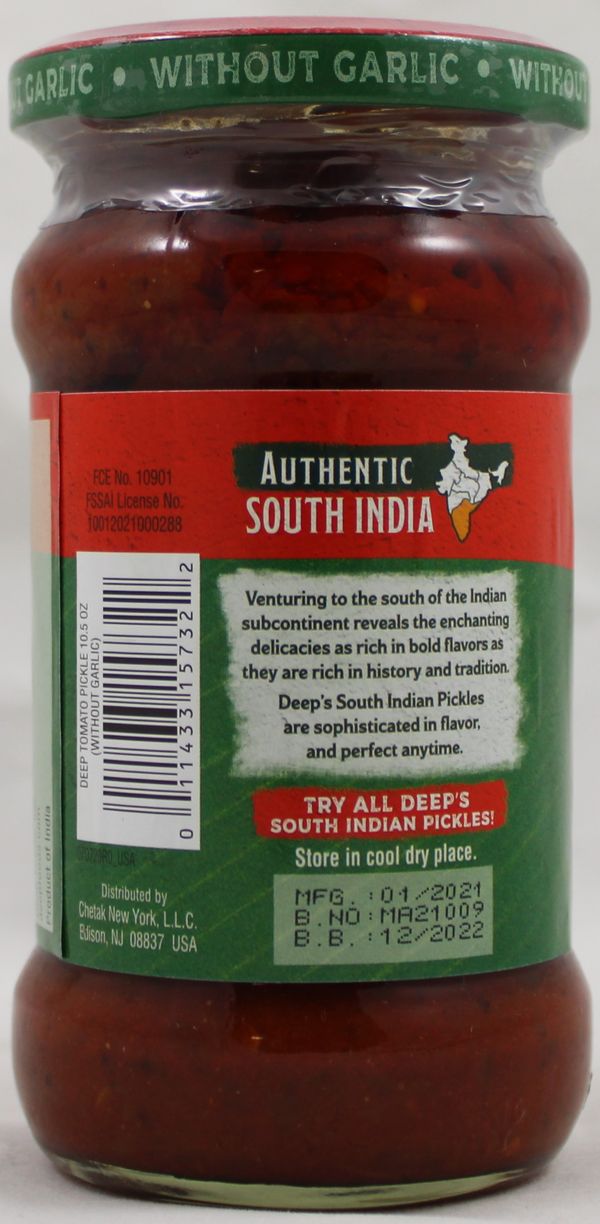 GARLIC • WITHOUT GARLIC • WITHOUT
FCE No. 10901
FSSAI License No.
10012021000288
AUTHENTIC
SOUTH INDIA
Venturing to the south of the Indian
subcontinent reveals the enchanting
delicacies as rich in bold flavors as
they are rich in history and tradition.
Deep's South Indian Pickles
are sophisticated in flavor,
and perfect anytime.
DEEP TOMATO PICKLE 10.5 OZ
(WITHOUT GARLIC)
0 11433 15732 2
TRY ALL DEEP'S
SOUTH INDIAN PICKLES!
Store in cool dry place.
MFG. : 01/2021
B.NO : MA21009
B.B. : 12/2022
Distributed by
Chetak New York, L.L.C.
Edison, NJ 08837 USA
Product of India